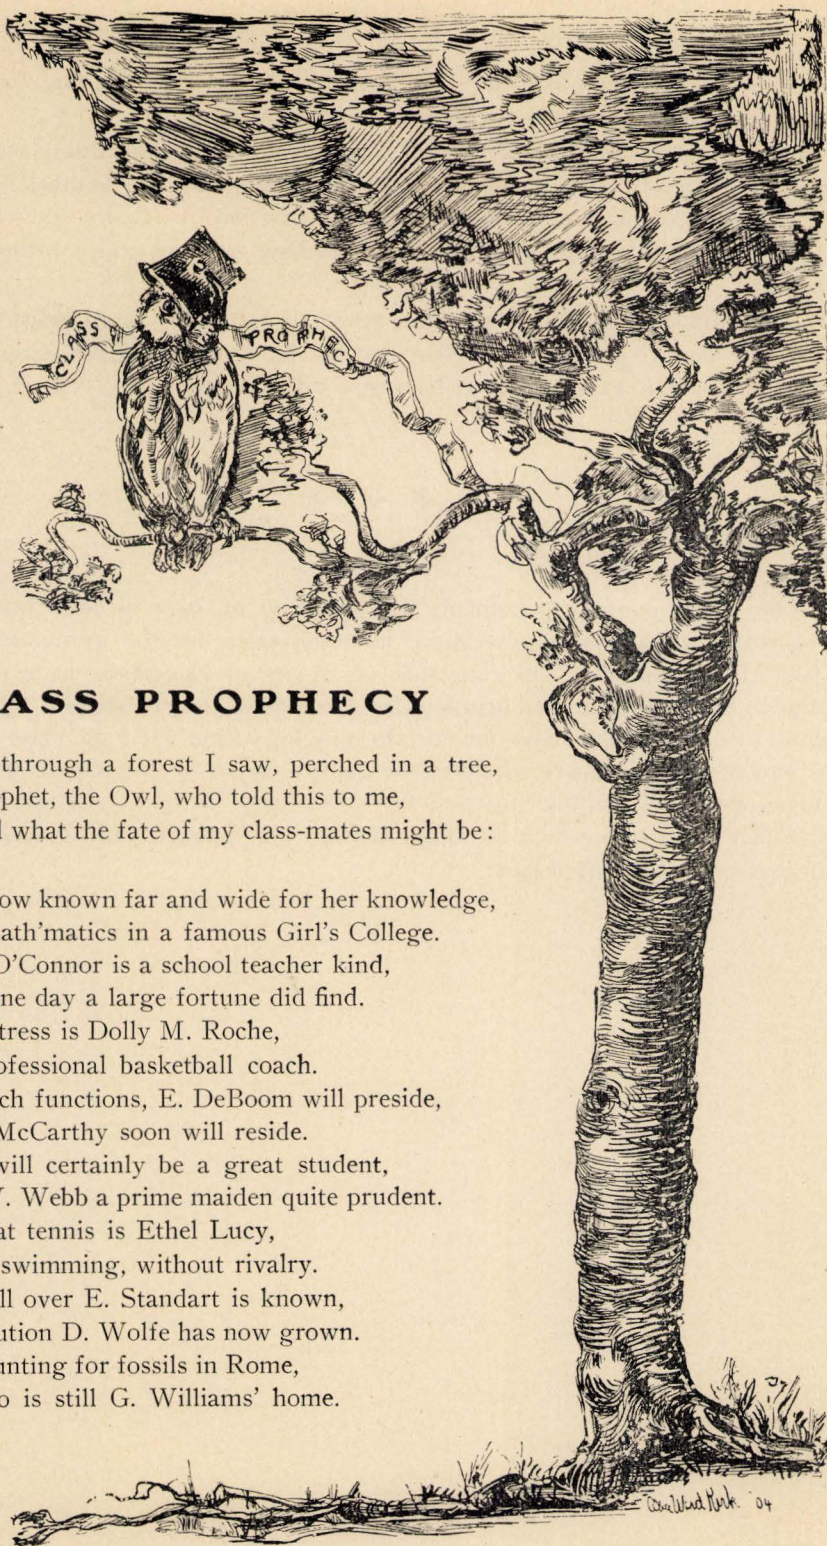 CLASS PROPHECY
ASS PROPHECY
through a forest I saw, perched in a tree,
phet, the Owl, who told this to me,
l what the fate of my class-mates might be :
ow known far and wide for her knowledge,
ath'matics in a famous Girl's College.
O'Connor is a school teacher kind,
ne day a large fortune did find.
tress is Dolly M. Roche,
ofessional basketball coach.
ch functions, E. DeBoom will preside,
McCarthy soon will reside.
will certainly be a great student,
. Webb a prime maiden quite prudent.
at tennis is Ethel Lucy,
swimming, without rivalry.
ll over E. Standart is known,
ution D. Wolfe has now grown.
unting for fossils in Rome,
o is still G. Williams' home.
Kirk. '04